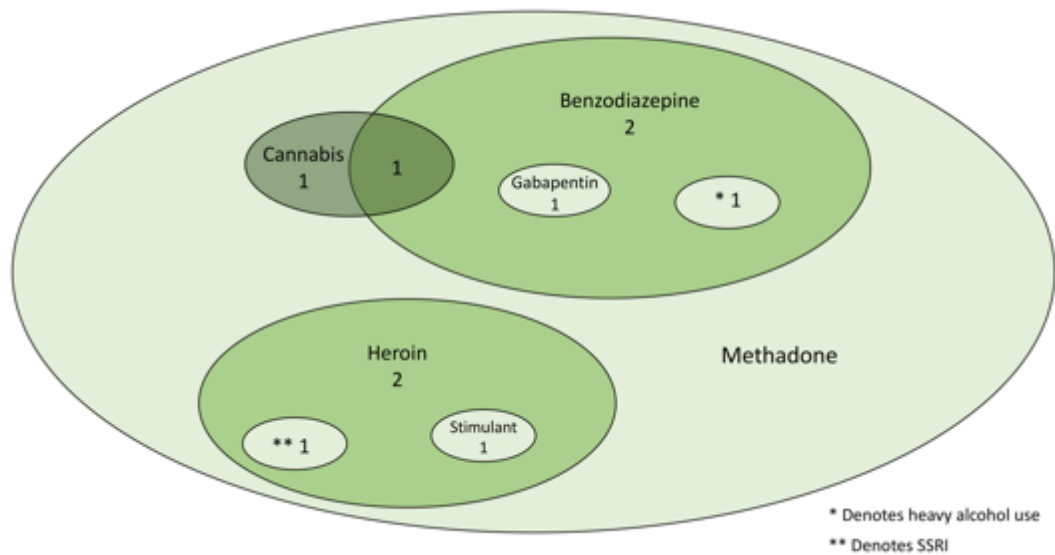 Benzodiazepine
2
Cannabis
1
1
Gabapentin
1
* 1
Heroin
2
Methadone
** 1
Stimulant
1
* Denotes heavy alcohol use
** Denotes SSRI